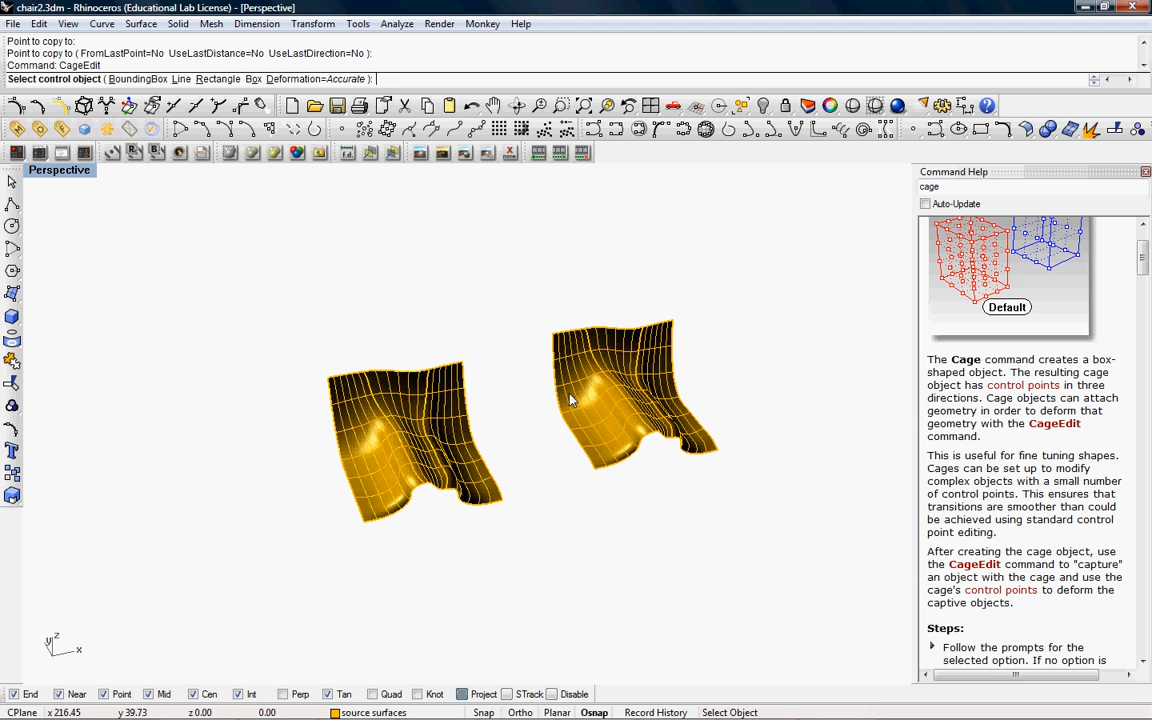 chair2.3dm - Rhinoceros (Educational Lab License) - [Perspective]
File Edit View Curve Surface Solid Mesh Dimension Transform Tools Analyze Render Monkey Help
Point to copy to:
Point to copy to ( FromLastPoint=No UseLastDistance=No UseLastDirection=No ):
Command: CageEdit
Select control object ( BoundingBox Line Rectangle Box Deformation=Accurate ):
Perspective
Command Help
cage
Auto-Update
Default
The Cage command creates a box-
shaped object. The resulting cage
object has control points in three
directions. Cage objects can attach
geometry in order to deform that
geometry with the CageEdit
command.
This is useful for fine tuning shapes.
Cages can be set up to modify
complex objects with a small number
of control points. This ensures that
transitions are smoother than could
be achieved using standard control
point editing.
After creating the cage object, use
the CageEdit command to "capture"
an object with the cage and use the
cage's control points to deform the
captive objects.
Steps:
Follow the prompts for the
selected option. If no option is
z
y
x
End Near Point Mid Cen Int Perp Tan Quad Knot Project STrack Disable
CPlane x 216.45 y 39.73 z 0.00 0.00 source surfaces Snap Ortho Planar Osnap Record History Select Object